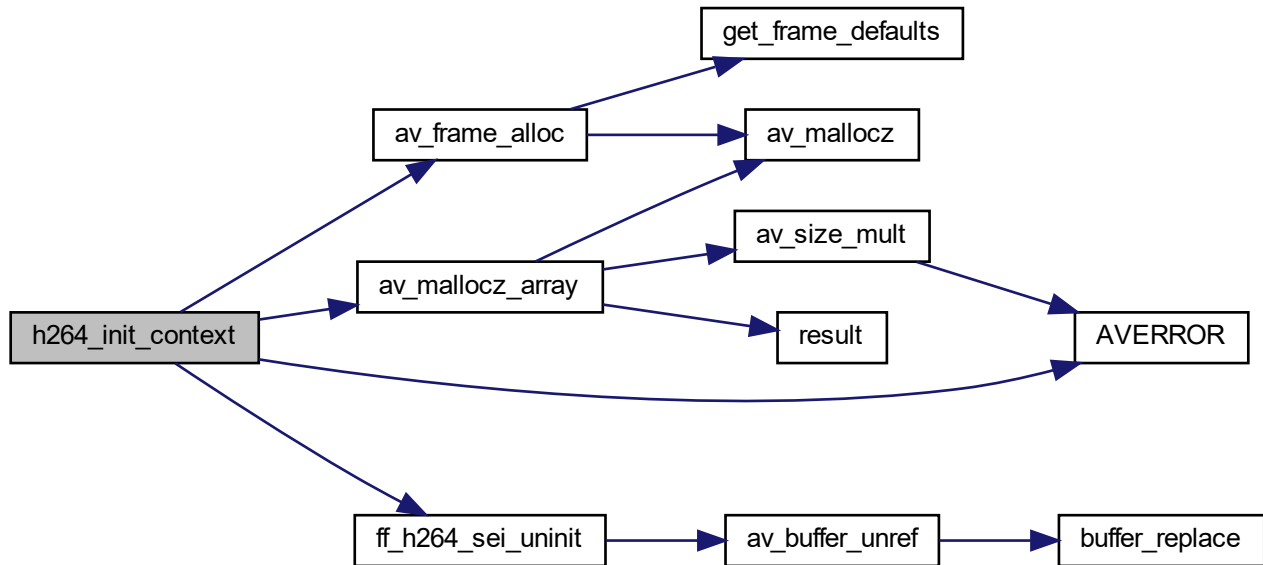 get_frame_defaults
av_frame_alloc
av_mallocz
av_size_mult
av_mallocz_array
h264_init_context
result
AVERROR
ff_h264_sei_uninit
av_buffer_unref
buffer_replace